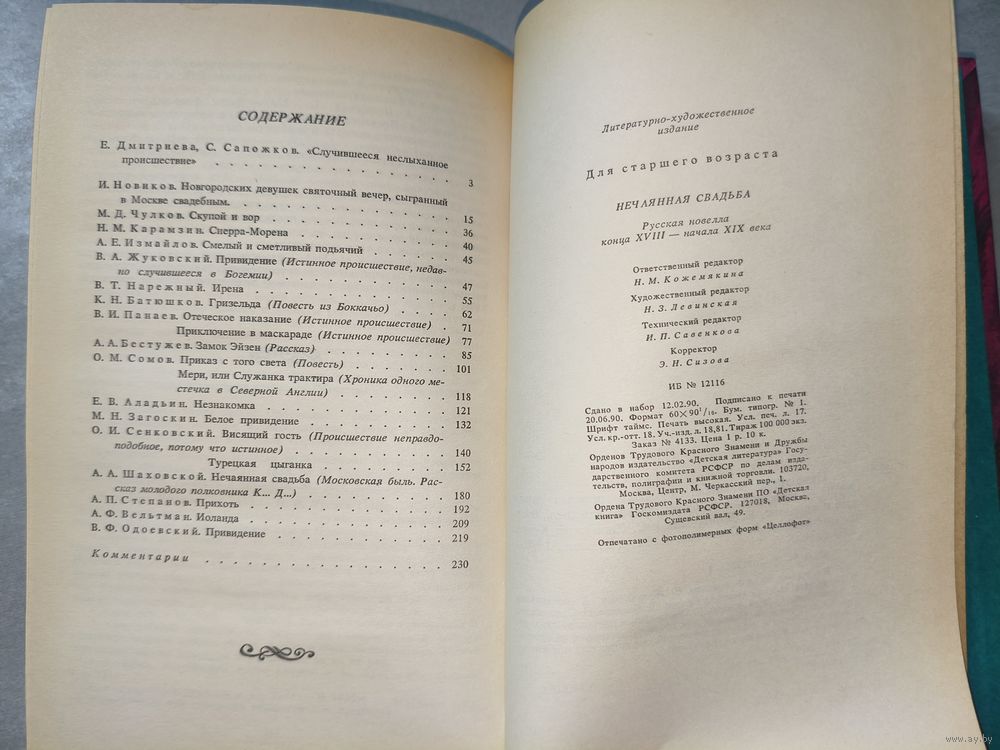 СОДЕРЖАНИЕ
Е. Дмитриева, С. Сапожков. «Случившееся неслыханное
происшествие» . . . . . . . . . . . . . 3
И. Новиков. Новгородских девушек святочный вечер, сыгранный
в Москве свадебным. . . . . . . . . . . . 15
М. Д. Чулков. Скупой и вор . . . . . . . . . . 36
Н. М. Карамзин. Сиерра-Морена . . . . . . . . . 40
А. Е. Измайлов. Смелый и сметливый подьячий . . . . . 45
В. А. Жуковский. Привидение (Истинное происшествие, недав-
но случившееся в Богемии) . . . . . . . . . 47
В. Т. Нарежный. Ирена . . . . . . . . . . . 55
К. Н. Батюшков. Гризельда (Повесть из Боккачьо) . . . . 62
В. И. Панаев. Отеческое наказание (Истинное происшествие) . 71
Приключение в маскараде (Истинное происшествие) 77
А. А. Бестужев. Замок Эйзен (Рассказ) . . . . . . . 85
О. М. Сомов. Приказ с того света (Повесть) . . . . . . 101
Мери, или Служанка трактира (Хроника одного ме-
стечка в Северной Англии) . . . . . . . 118
Е. В. Аладьин. Незнакомка . . . . . . . . . . 121
М. Н. Загоскин. Белое привидение . . . . . . . . 132
О. И. Сенковский. Висящий гость (Происшествие неправдо-
подобное, потому что истинное) . . . . . . . 140
Турецкая цыганка . . . . . . . 152
А. А. Шаховской. Нечаянная свадьба (Московская быль. Рас-
сказ молодого полковника К... Д...) . . . . . . 180
А. П. Степанов. Прихоть . . . . . . . . . . 192
А. Ф. Вельтман. Иоланда . . . . . . . . . . 209
В. Ф. Одоевский. Привидение . . . . . . . . . 219
Комментарии . . . . . . . . . . . . 230
Литературно-художественное
издание
Для старшего возраста
НЕЧАЯННАЯ СВАДЬБА
Русская новелла
конца XVIII — начала XIX века
Ответственный редактор
Н. М. Кожемякина
Художественный редактор
Н. З. Левинская
Технический редактор
И. П. Савенкова
Корректор
Э. Н. Сизова
ИБ № 12116
Сдано в набор 12.02.90. Подписано к печати
20.06.90. Формат 60×90¹/₁₆. Бум. типогр. № 1.
Шрифт таймс. Печать высокая. Усл. печ. л. 17.
Усл. кр.-отт. 18. Уч.-изд. л. 18,81. Тираж 100 000 экз.
Заказ № 4133. Цена 1 р. 10 к.
Орденов Трудового Красного Знамени и Дружбы
народов издательство «Детская литература» Госу-
дарственного комитета РСФСР по делам изда-
тельств, полиграфии и книжной торговли. 103720,
Москва, Центр, М. Черкасский пер., 1.
Ордена Трудового Красного Знамени ПО «Детская
книга» Госкомиздата РСФСР. 127018, Москва,
Сущевский вал, 49.
Отпечатано с фотополимерных форм «Целлофот»
www.ay.by